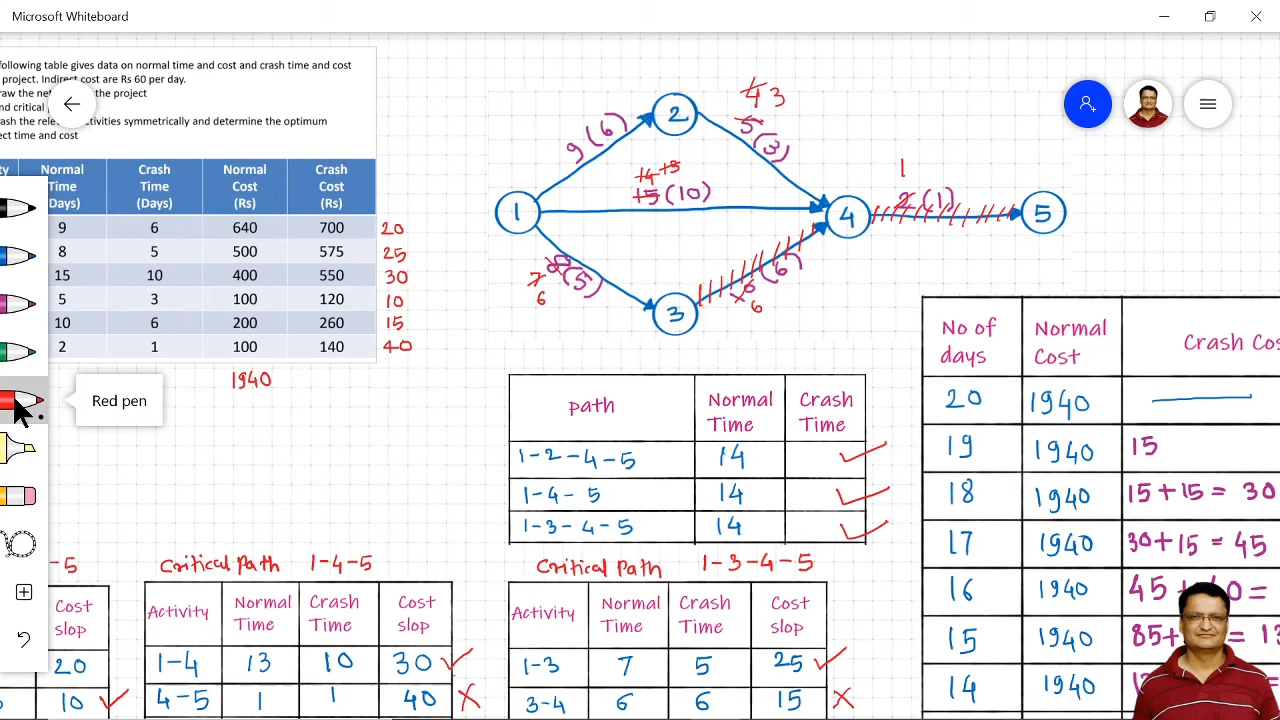 Microsoft Whiteboard
following table gives data on normal time and cost and crash time and cost
project. Indirect cost are Rs 60 per day.
raw the net the project
nd critical
ash the rele ctivities symmetrically and determine the optimum
ect time and cost
ty Normal Time Days) Crash Time (Days) Normal Cost (Rs) Crash Cost (Rs)
9 6 640 700 20
8 5 500 575 25
15 10 400 550 30
5 3 100 120 10
10 6 200 260 15
2 1 100 140 40
1940
Red pen
4 3
5 (3)
9 (6)
14 13
15 (10)
1
2 (1)
7 8 (5)
6
(6)
6
1
2
3
4
5
path Normal Time Crash Time
1-2-4-5 14
1-4-5 14
1-3-4-5 14
No of days Normal Cost Crash Cos
20 1940
19 1940 15
18 1940 15+15= 30
17 1940 30+15 = 45
16 1940 45 + 0 =
15 1940 85+ = 13
14 1940
-5
Cost slop
20
10
Critical Path 1-4-5
Activity Normal Time Crash Time Cost slop
1-4 13 10 30
4-5 1 1 40
Critical Path 1-3-4-5
Activity Normal Time Crash Time Cost slop
1-3 7 5 25
3-4 6 6 15